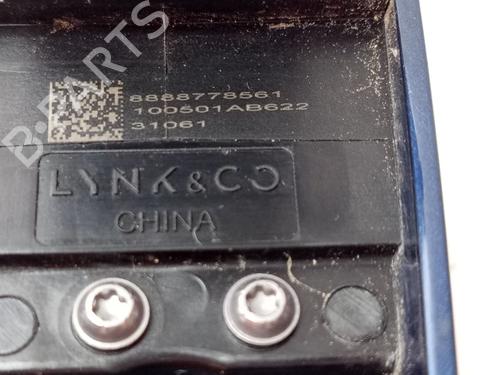 B-PARTS
8888778561
100501AB622
31061
LYNK & CO
CHINA